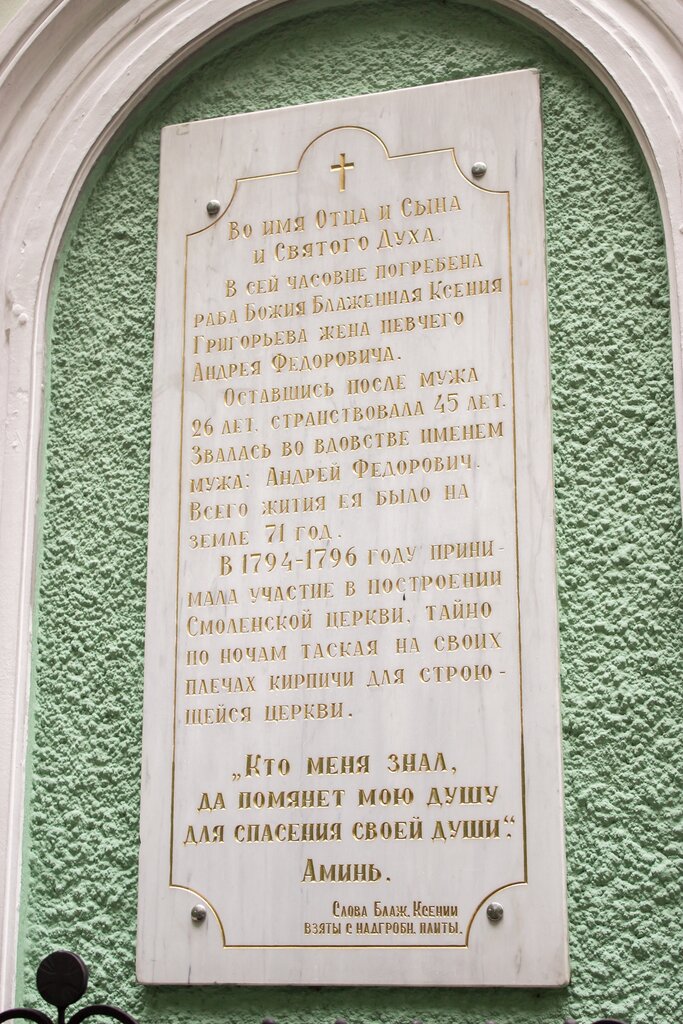 Во имя Отца и Сына
и Святого Духа.
В сей часовне погребена
раба Божия Блаженная Ксения
Григорьева жена певчего
Андрея Федоровича.
Оставшись после мужа
26 лет, странствовала 45 лет.
Звалась во вдовстве именем
мужа: Андрей Федорович.
Всего жития ея было на
земле 71 год.
В 1794-1796 году прини-
мала участие в построении
Смоленской церкви, тайно
по ночам таская на своих
плечах кирпичи для строю-
щейся церкви.
„Кто меня знал,
да помянет мою душу
для спасения своей души“.
Аминь.
Слова Блаж. Ксении
взяты с надгробн. плиты.